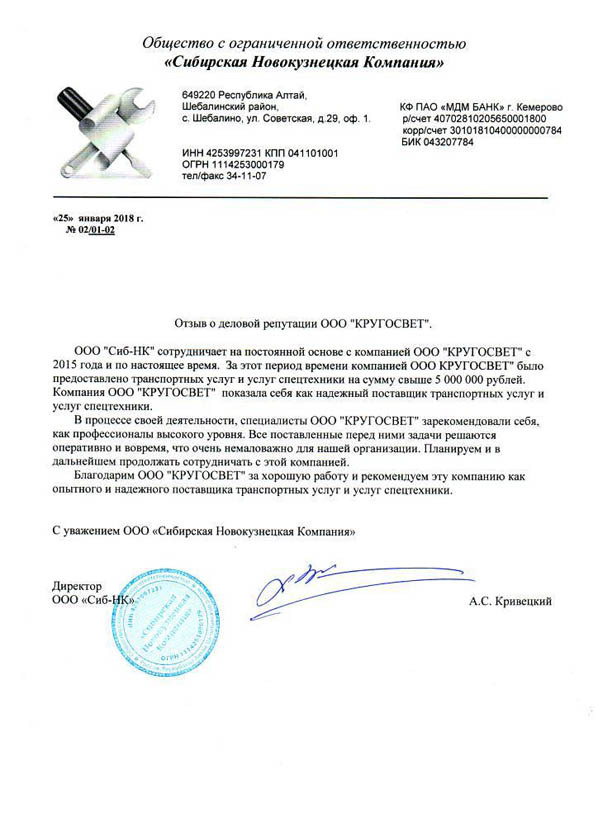 Общество с ограниченной ответственностью
«Сибирская Новокузнецкая Компания»
649220 Республика Алтай,
Шебалинский район,
с. Шебалино, ул. Советская, д.29, оф. 1.
ИНН 4253997231 КПП 041101001
ОГРН 1114253000179
тел/факс 34-11-07
КФ ПАО «МДМ БАНК» г. Кемерово
р/счет 40702810205650001800
корр/счет 30101810400000000784
БИК 043207784
«25» января 2018 г.
№ 02/01-02
Отзыв о деловой репутации ООО "КРУГОСВЕТ".
ООО "Сиб-НК" сотрудничает на постоянной основе с компанией ООО "КРУГОСВЕТ" с
2015 года и по настоящее время. За этот период времени компанией ООО КРУГОСВЕТ" было
предоставлено транспортных услуг и услуг спецтехники на сумму свыше 5 000 000 рублей.
Компания ООО "КРУГОСВЕТ" показала себя как надежный поставщик транспортных услуг и
услуг спецтехники.
В процессе своей деятельности, специалисты ООО "КРУГОСВЕТ" зарекомендовали себя,
как профессионалы высокого уровня. Все поставленные перед ними задачи решаются
оперативно и вовремя, что очень немаловажно для нашей организации. Планируем и в
дальнейшем продолжать сотрудничать с этой компанией.
Благодарим ООО "КРУГОСВЕТ" за хорошую работу и рекомендуем эту компанию как
опытного и надежного поставщика транспортных услуг и услуг спецтехники.
С уважением ООО «Сибирская Новокузнецкая Компания»
Директор
ООО «Сиб-НК»
А.С. Кривецкий
«Сибирская
Новокузнецкая
Компания»